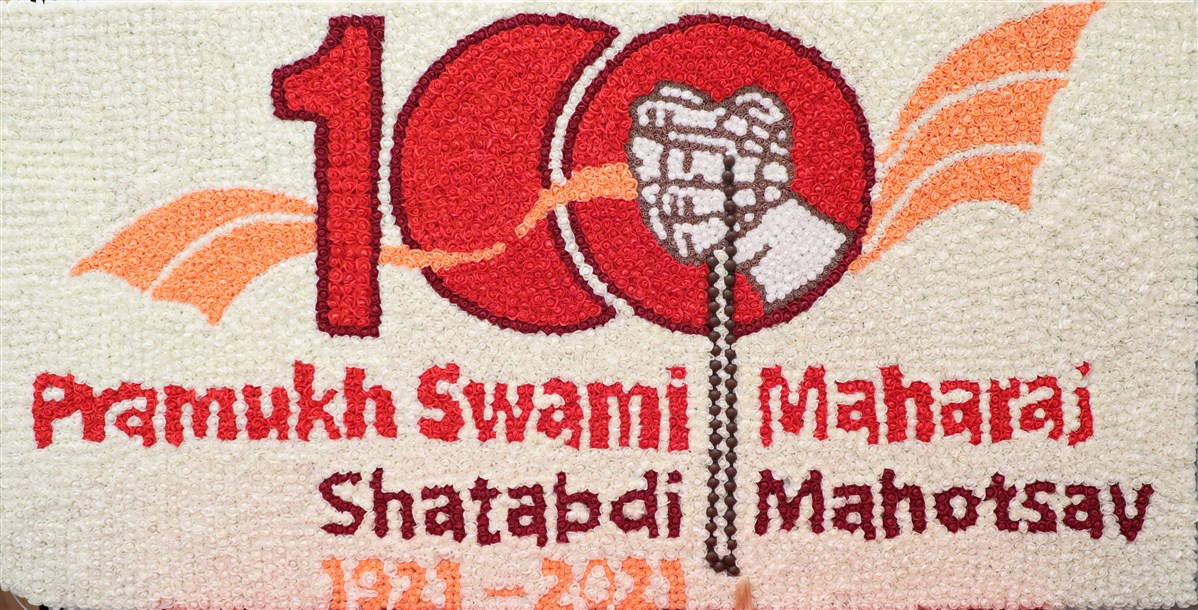 100
Pramukh Swami Maharaj
Shatabdi Mahotsav
1921-2021